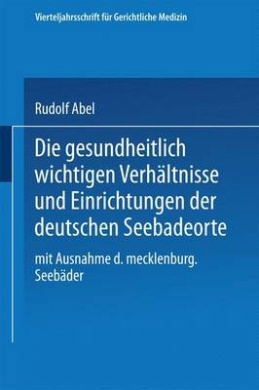 Vierteljahrsschrift für Gerichtliche Medizin
Rudolf Abel
Die gesundheitlich
wichtigen Verhältnisse
und Einrichtungen der
deutschen Seebadeorte
mit Ausnahme d. mecklenburg.
Seebäder